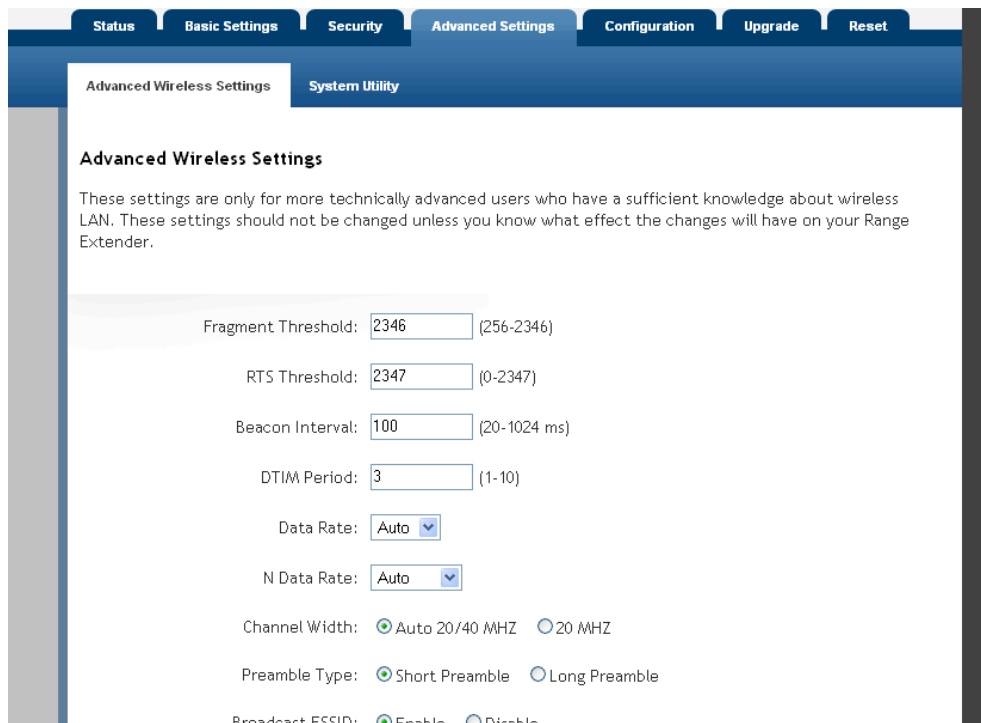 Status Basic Settings Security Advanced Settings Configuration Upgrade Reset
Advanced Wireless Settings System Utility
Advanced Wireless Settings
These settings are only for more technically advanced users who have a sufficient knowledge about wireless
LAN. These settings should not be changed unless you know what effect the changes will have on your Range
Extender.
Fragment Threshold: 2346 (256-2346)
RTS Threshold: 2347 (0-2347)
Beacon Interval: 100 (20-1024 ms)
DTIM Period: 3 (1-10)
Data Rate: Auto
N Data Rate: Auto
Channel Width: Auto 20/40 MHZ 20 MHZ
Preamble Type: Short Preamble Long Preamble
Broadcast ESSID: Enable Disable